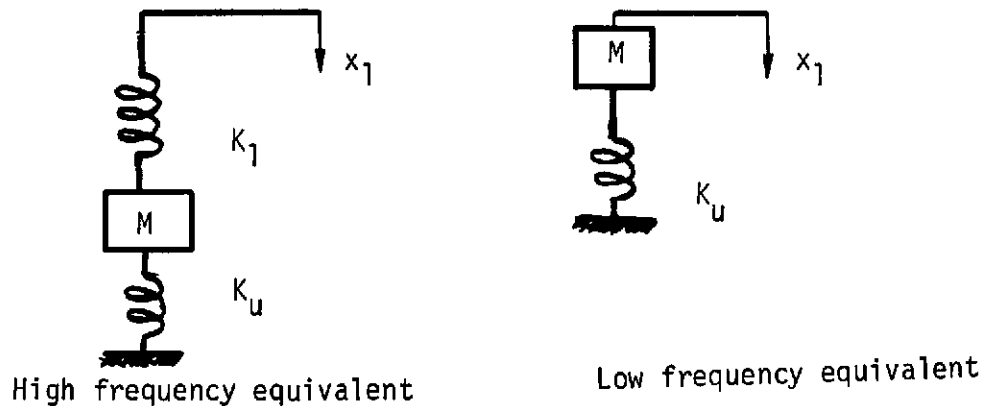 x1
K1
M
Ku
High frequency equivalent
M
x1
Ku
Low frequency equivalent